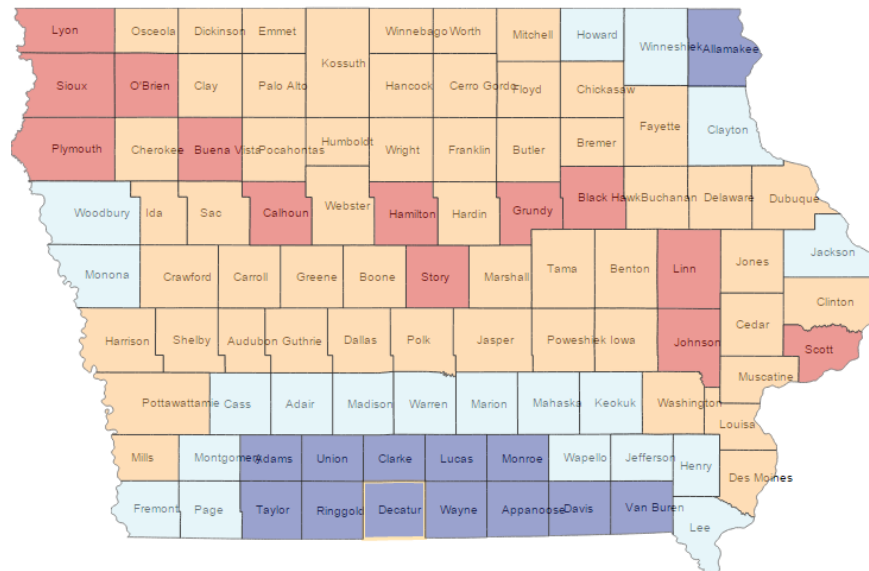 Lyon Osceola Dickinson Emmet Winnebago Worth Mitchell Howard Winneshiek Allamakee
Kossuth
Sioux O'Brien Clay Palo Alto Hancock Cerro Gordo Floyd Chickasaw
Fayette Clayton
Plymouth Cherokee Buena Vista Pocahontas Humboldt Wright Franklin Butler Bremer
Woodbury Ida Sac Calhoun Webster Hamilton Hardin Grundy Black Hawk Buchanan Delaware Dubuque
Jackson
Monona Crawford Carroll Greene Boone Story Marshall Tama Benton Linn Jones
Clinton
Harrison Shelby Audubon Guthrie Dallas Polk Jasper Poweshiek Iowa Johnson Cedar Scott
Muscatine
Pottawattamie Cass Adair Madison Warren Marion Mahaska Keokuk Washington
Louisa
Mills Montgomery Adams Union Clarke Lucas Monroe Wapello Jefferson Henry
Des Moines
Fremont Page Taylor Ringgold Decatur Wayne Appanoose Davis Van Buren
Lee